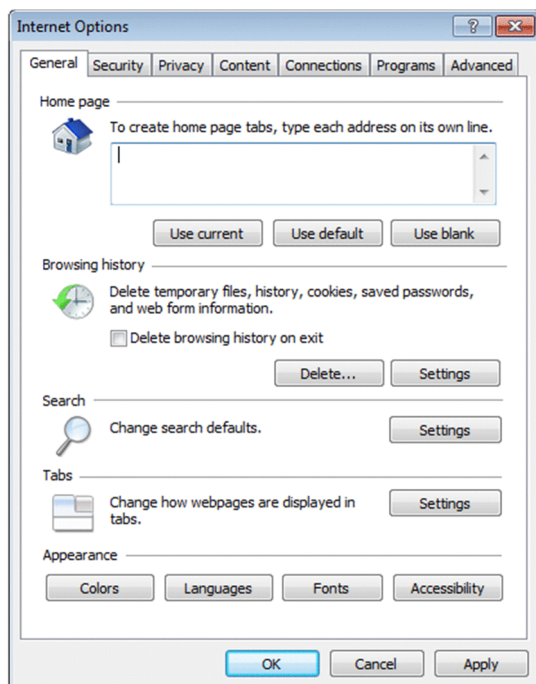 Internet Options
General Security Privacy Content Connections Programs Advanced
Home page
To create home page tabs, type each address on its own line.
Use current Use default Use blank
Browsing history
Delete temporary files, history, cookies, saved passwords,
and web form information.
Delete browsing history on exit
Delete... Settings
Search
Change search defaults. Settings
Tabs
Change how webpages are displayed in Settings
tabs.
Appearance
Colors Languages Fonts Accessibility
OK Cancel Apply